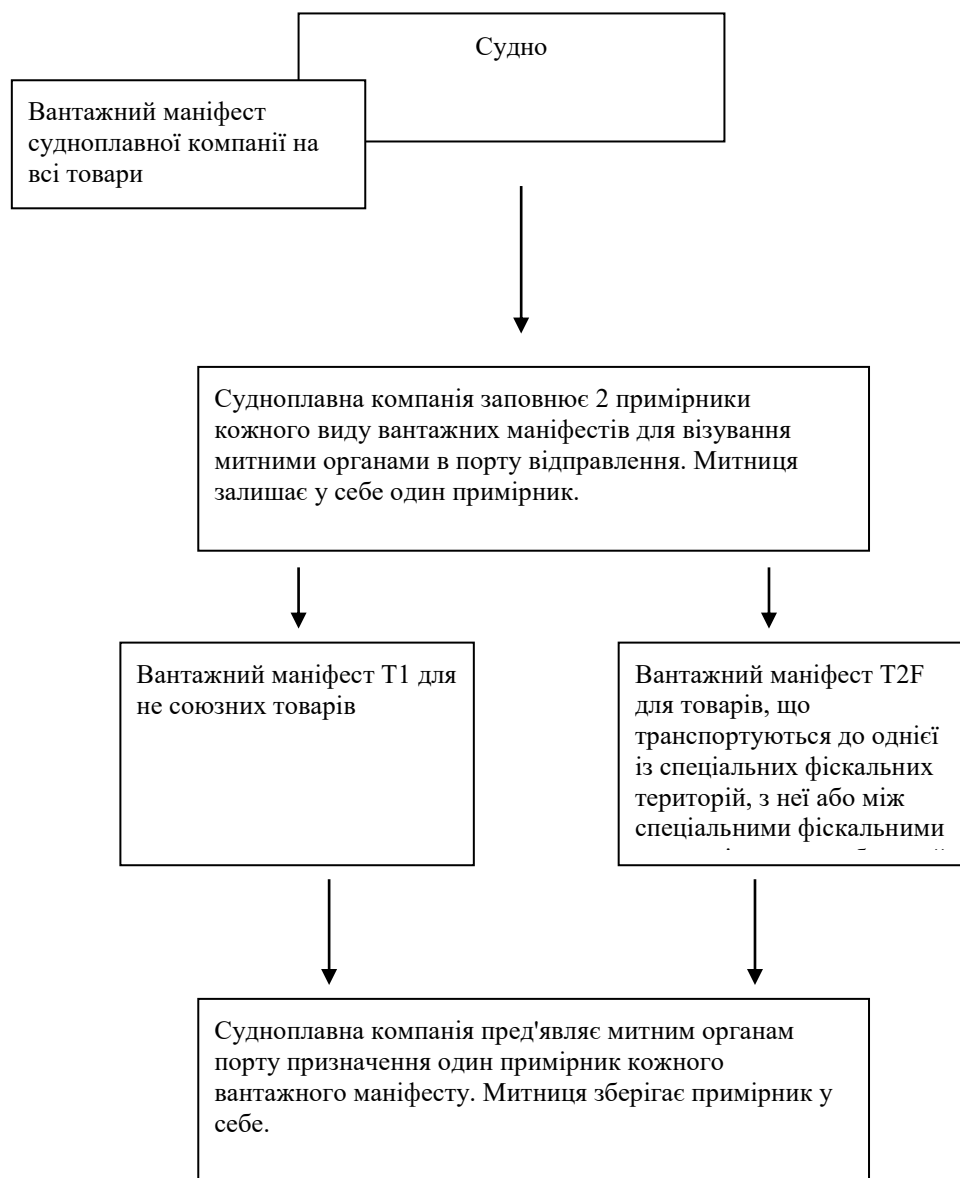 Судно
Вантажний маніфест
судноплавної компанії на
всі товари
Судноплавна компанія заповнює 2 примірники
кожного виду вантажних маніфестів для візування
митними органами в порту відправлення. Митниця
залишає у себе один примірник.
Вантажний маніфест T1 для
не союзних товарів
Вантажний маніфест T2F
для товарів, що
транспортуються до однієї
із спеціальних фіскальних
територій, з неї або між
спеціальними фіскальними
Судноплавна компанія пред'являє митним органам
порту призначення один примірник кожного
вантажного маніфесту. Митниця зберігає примірник у
себе.